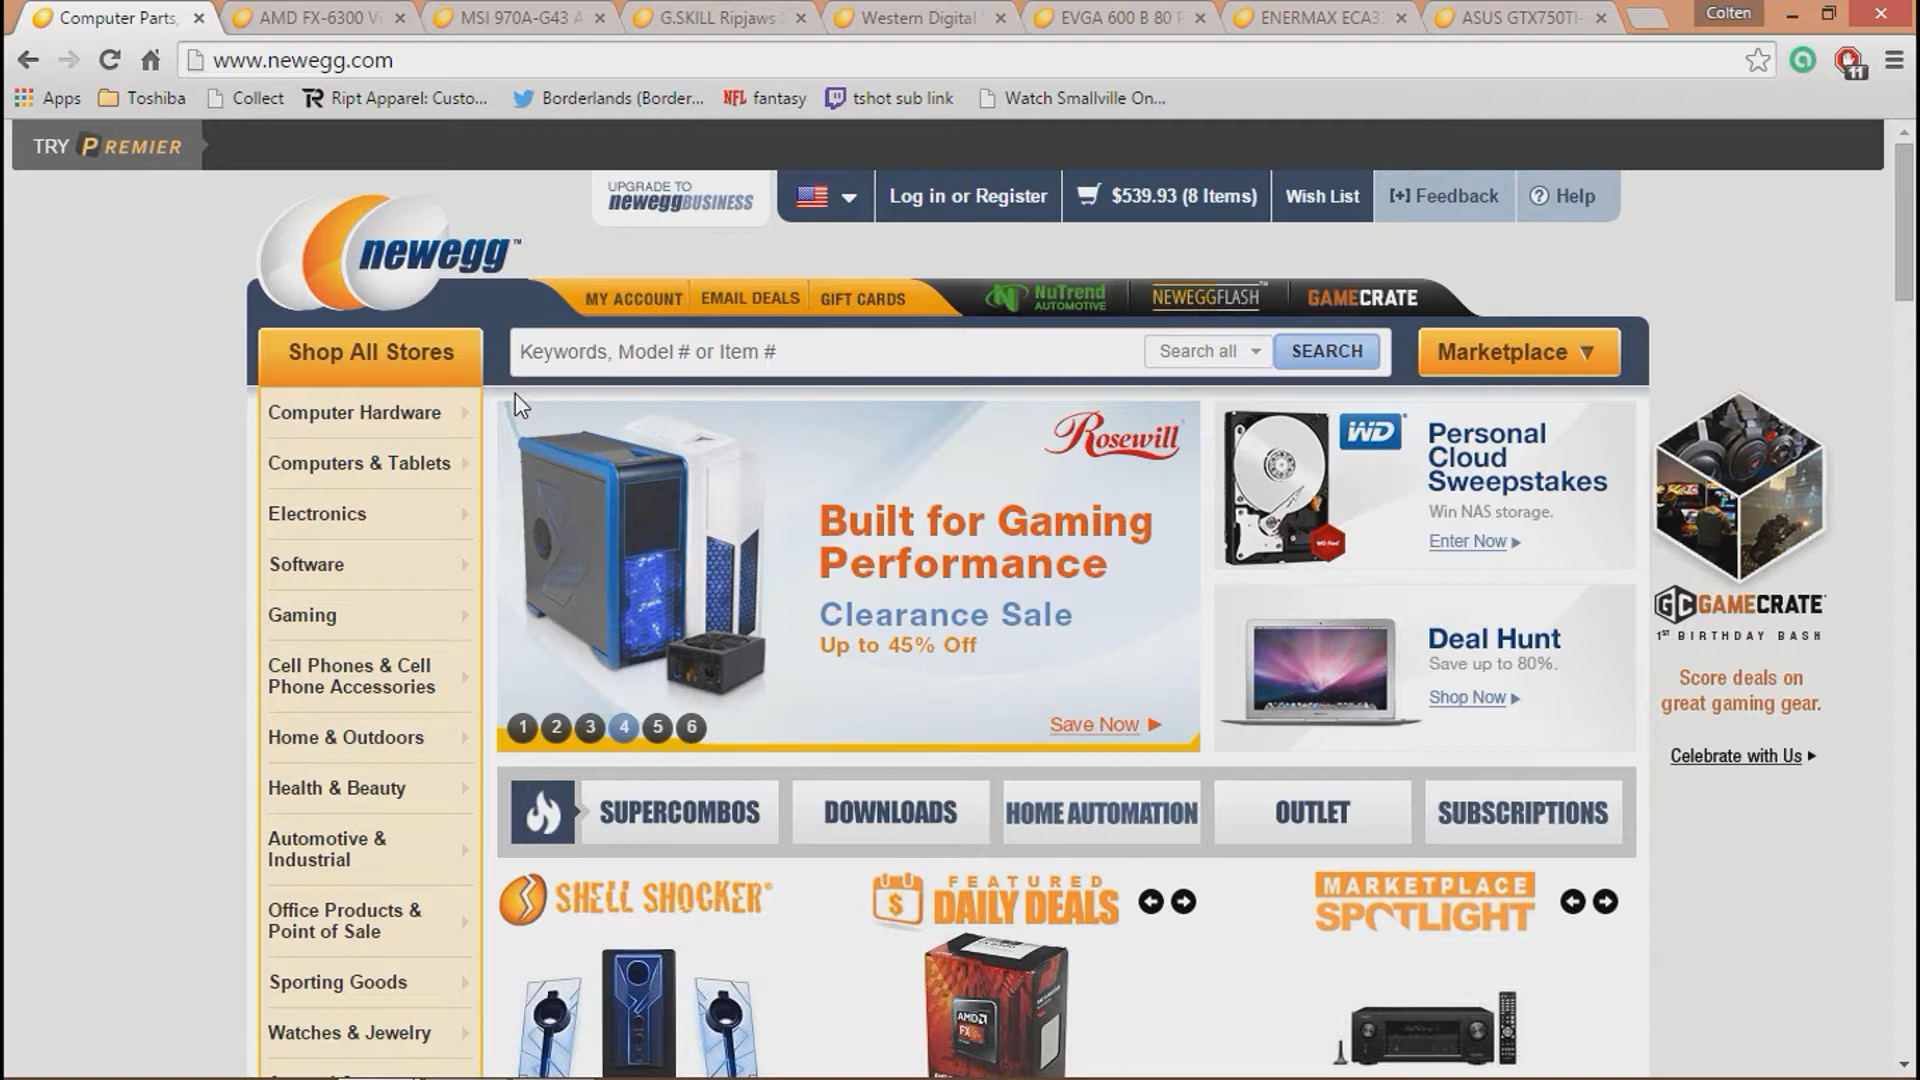 Computer Parts,
AMD FX-6300 Vi
MSI 970A-G43 A
G.SKILL Ripjaws
Western Digital
EVGA 600 B 80 P
ENERMAX ECA3
ASUS GTX750TI-
Colten
www.newegg.com
11
Apps
Toshiba
Collect
Ript Apparel: Custo...
Borderlands (Border...
NFL fantasy
tshot sub link
Watch Smallville On...
TRY PREMIER
UPGRADE TO
neweggBUSINESS
Log in or Register
$539.93 (8 Items)
Wish List
[+] Feedback
? Help
newegg™
MY ACCOUNT
EMAIL DEALS
GIFT CARDS
NUTREND
AUTOMOTIVE
NEWEGGFLASH
GAMECRATE
Shop All Stores
Keywords, Model # or Item #
Search all
SEARCH
Marketplace ▼
Computer Hardware
Computers & Tablets
Electronics
Software
Gaming
Cell Phones & Cell
Phone Accessories
Home & Outdoors
Health & Beauty
Automotive &
Industrial
Office Products &
Point of Sale
Sporting Goods
Watches & Jewelry
Rosewill
Built for Gaming
Performance
Clearance Sale
Up to 45% Off
1 2 3 4 5 6
Save Now
WD
Personal
Cloud
Sweepstakes
Win NAS storage.
Enter Now
Deal Hunt
Save up to 80%.
Shop Now
GC GAMECRATE
1ST BIRTHDAY BASH
Score deals on
great gaming gear.
Celebrate with Us
SUPERCOMBOS
DOWNLOADS
HOME AUTOMATION
OUTLET
SUBSCRIPTIONS
SHELL SHOCKER®
$ FEATURED
DAILY DEALS
MARKETPLACE
SPOTLIGHT
AMD
FX